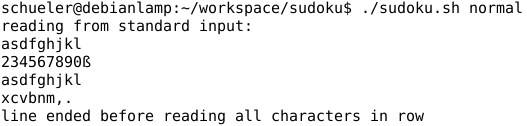 schueler@debianlamp:~/workspace/sudoku$ ./sudoku.sh normal
reading from standard input:
asdfghjkl
234567890ß
asdfghjkl
xcvbnm,.
line ended before reading all characters in row